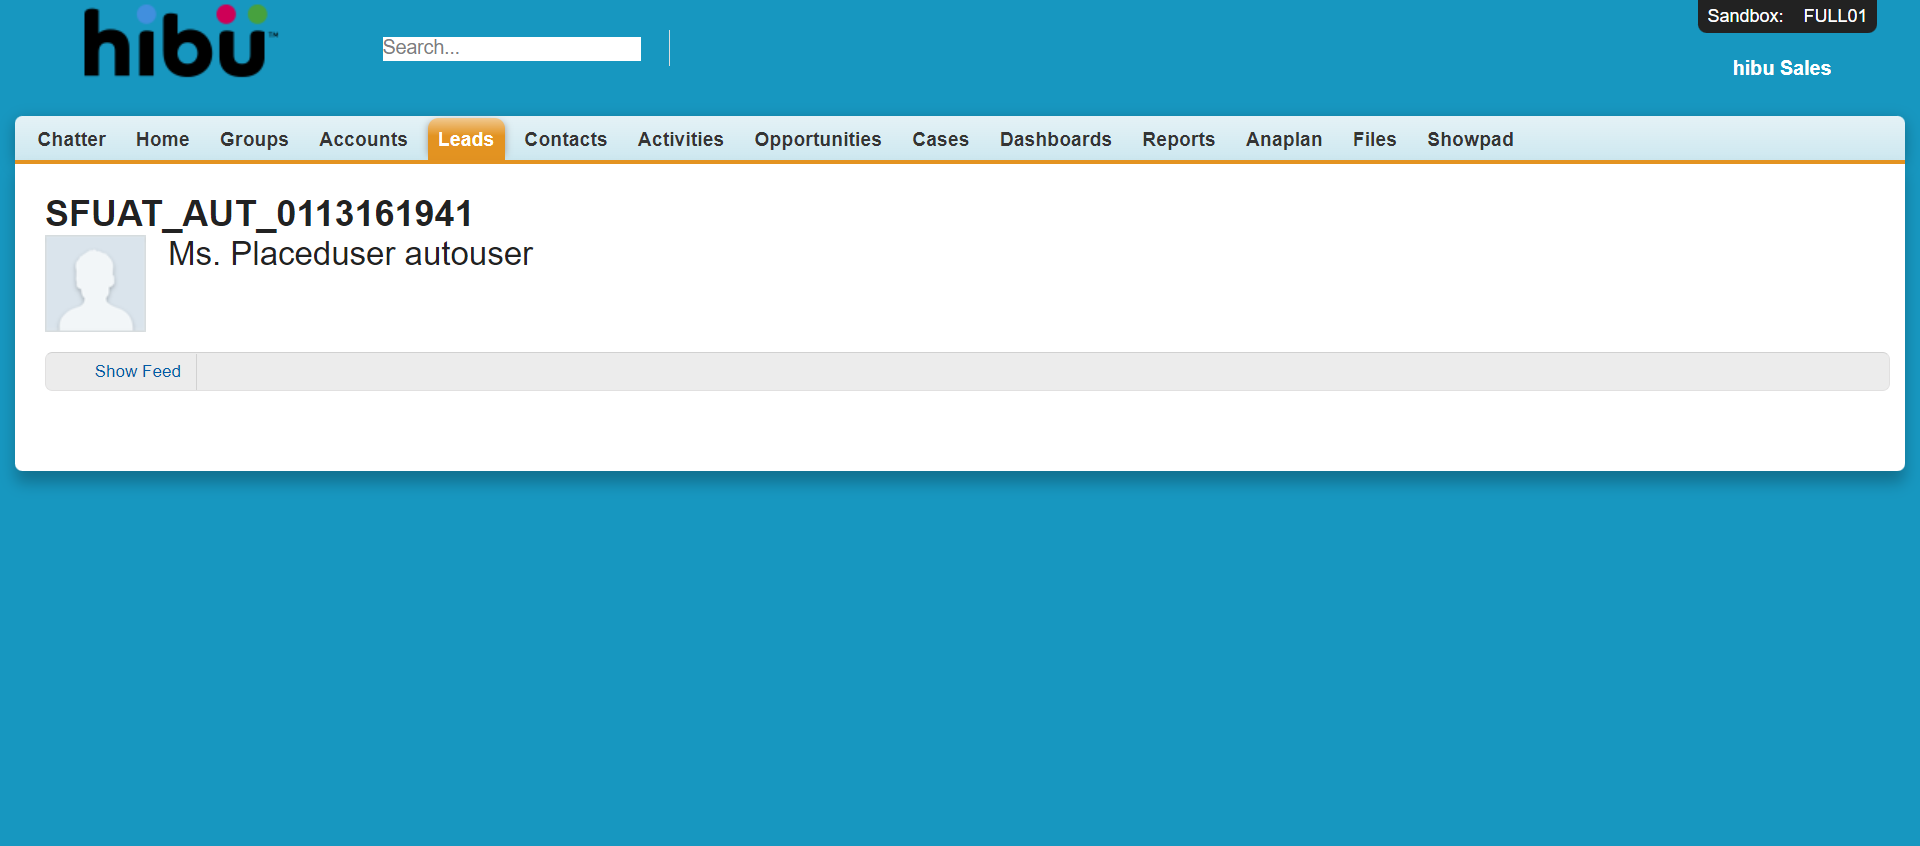 hibü™
Search...
Sandbox: FULL01
hibu Sales
Chatter Home Groups Accounts Leads Contacts Activities Opportunities Cases Dashboards Reports Anaplan Files Showpad
SFUAT_AUT_0113161941
Ms. Placeduser autouser
Show Feed